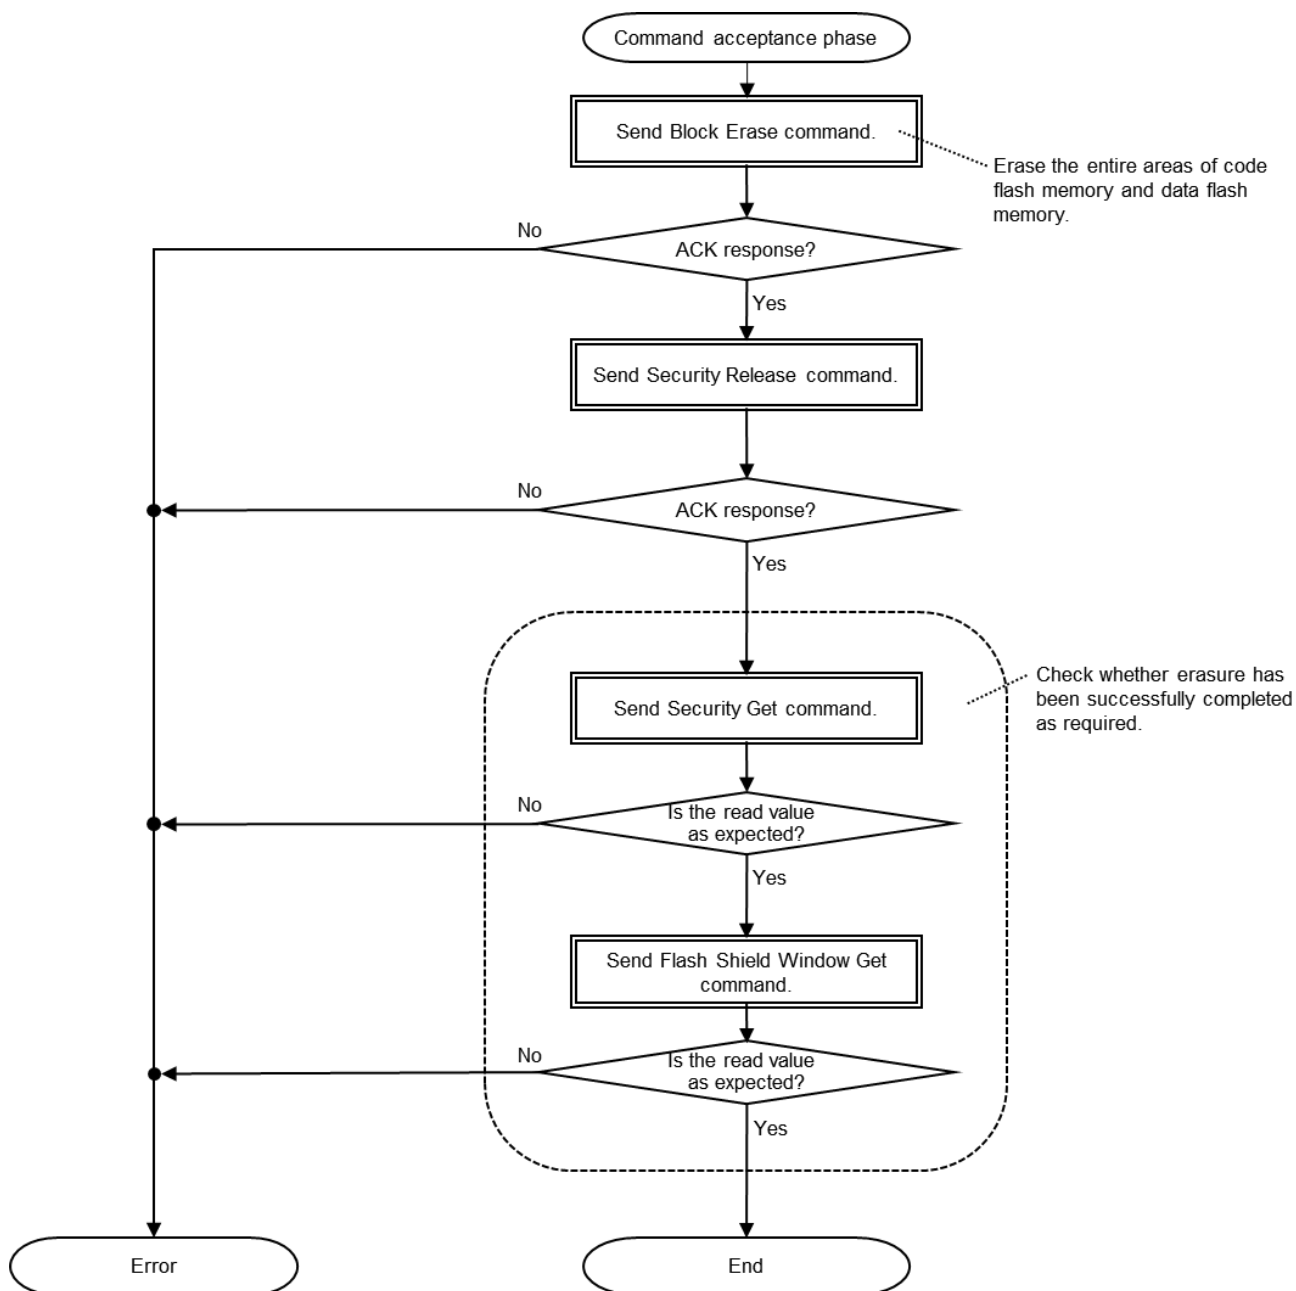 Command acceptance phase
Send Block Erase command.
Erase the entire areas of code
flash memory and data flash
memory.
No
ACK response?
Yes
Send Security Release command.
No
ACK response?
Yes
Check whether erasure has
been successfully completed
as required.
Send Security Get command.
No
Is the read value
as expected?
Yes
Send Flash Shield Window Get
command.
No
Is the read value
as expected?
Yes
Error
End